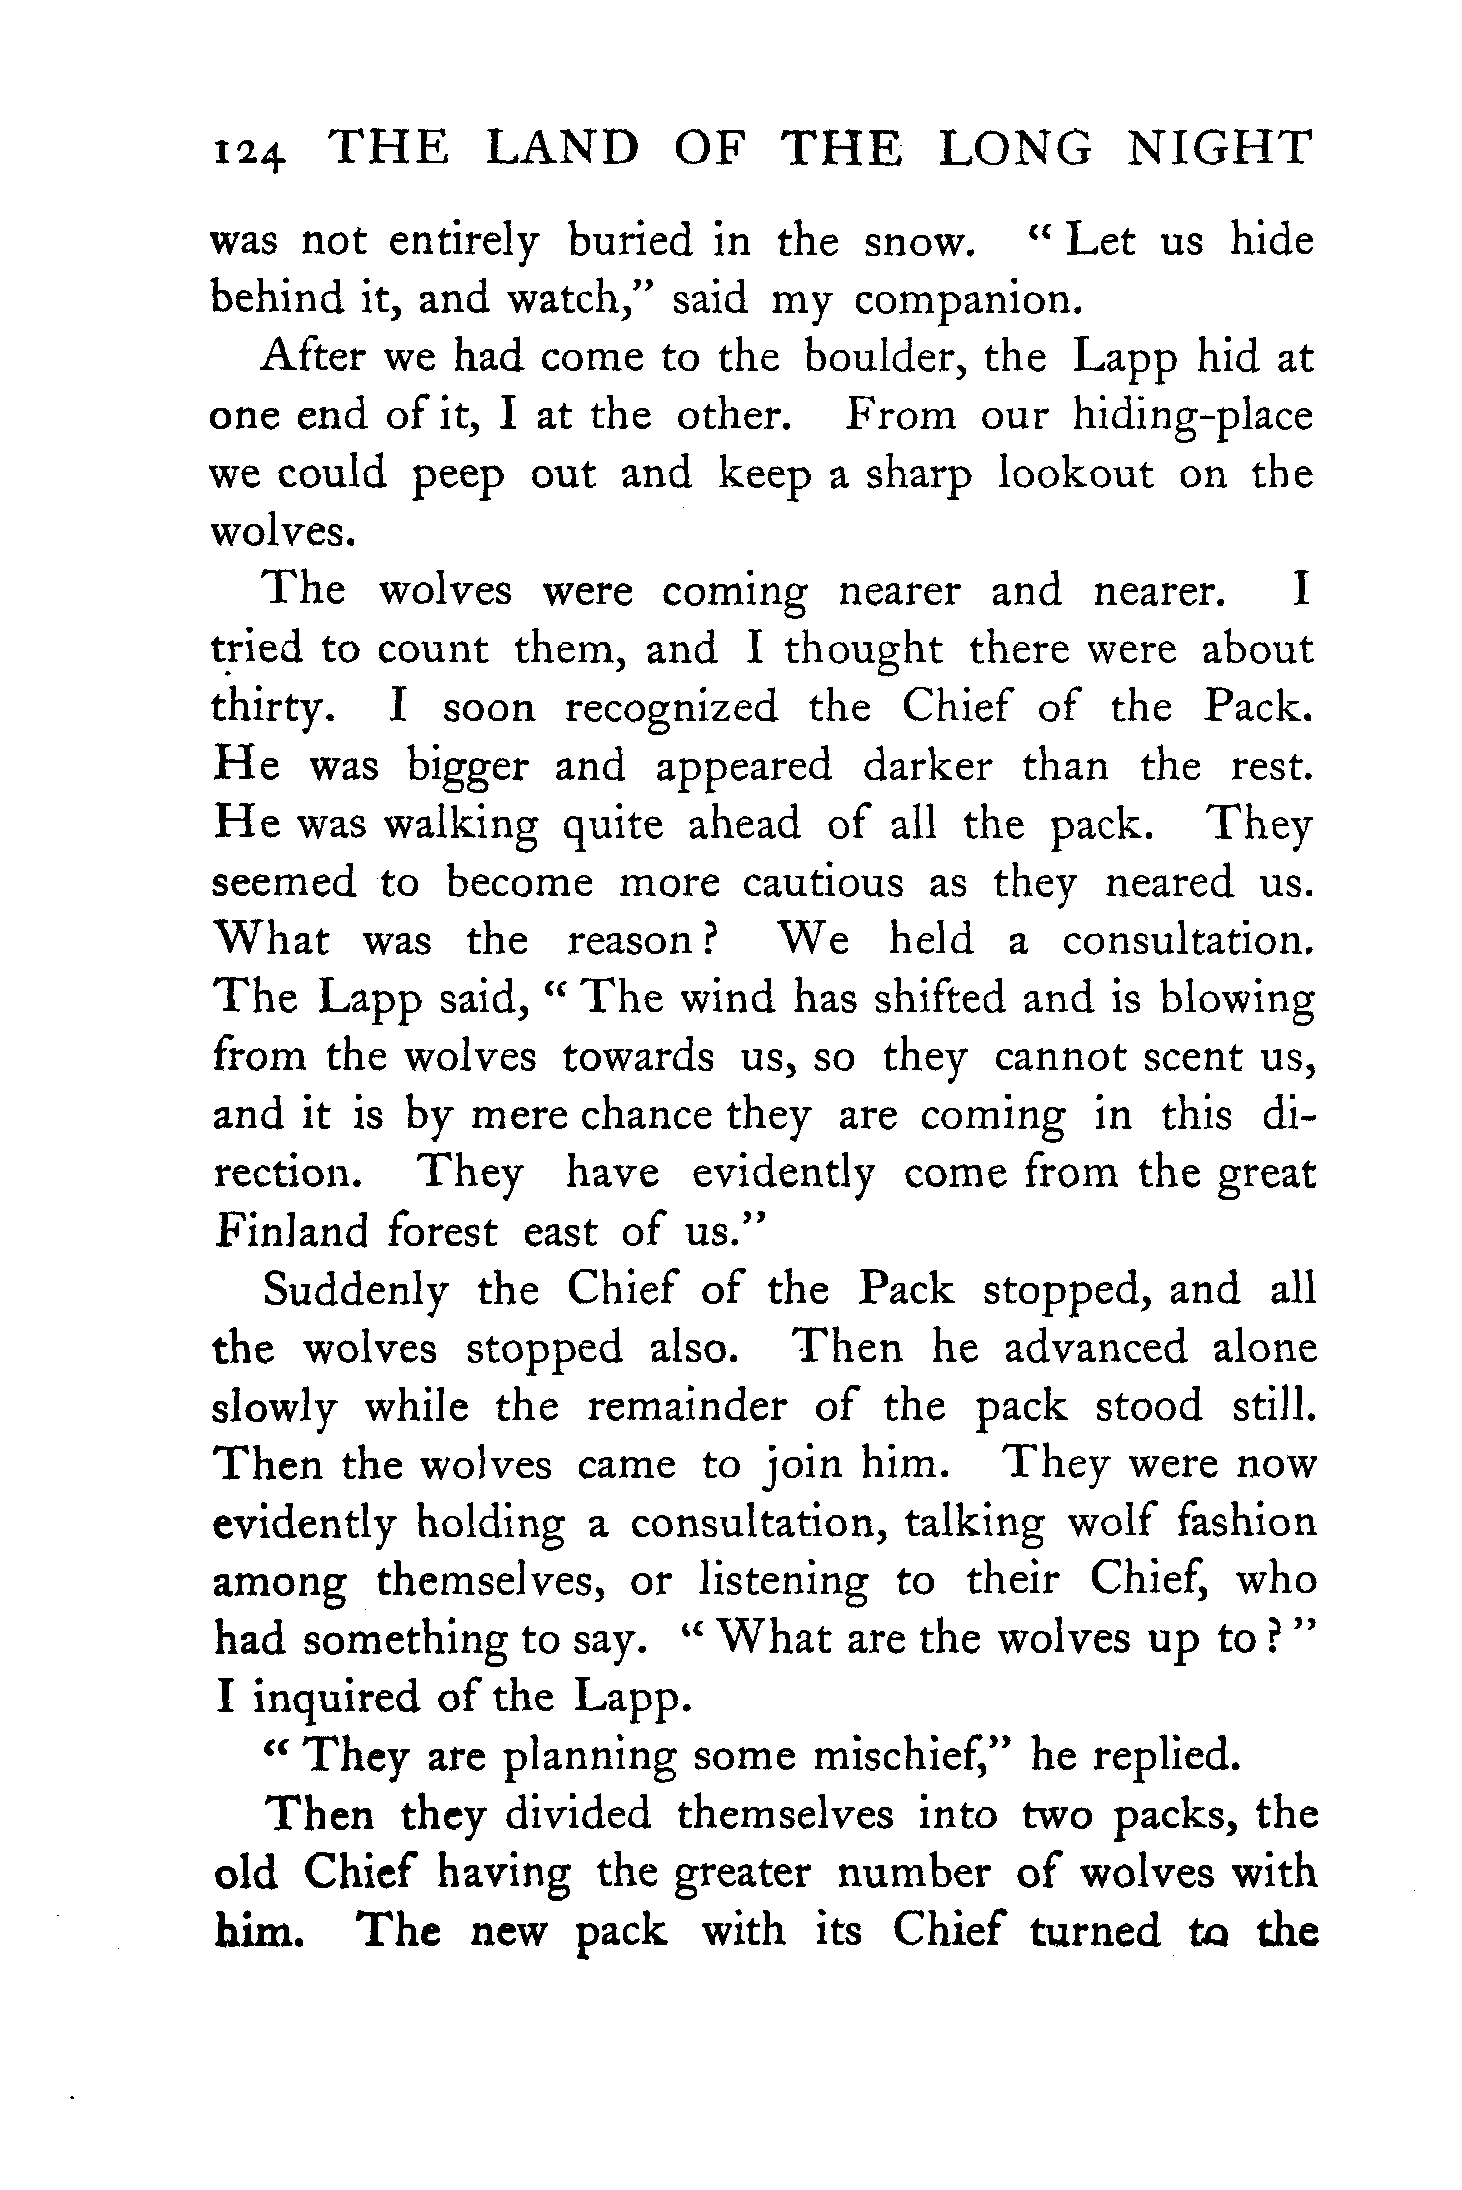 124 THE LAND OF THE LONG NIGHT
was not entirely buried in the snow. “Let us hide
behind it, and watch,” said my companion.
After we had come to the boulder, the Lapp hid at
one end of it, I at the other. From our hiding-place
we could peep out and keep a sharp lookout on the
wolves.
The wolves were coming nearer and nearer. I
tried to count them, and I thought there were about
thirty. I soon recognized the Chief of the Pack.
He was bigger and appeared darker than the rest.
He was walking quite ahead of all the pack. They
seemed to become more cautious as they neared us.
What was the reason? We held a consultation.
The Lapp said, “The wind has shifted and is blowing
from the wolves towards us, so they cannot scent us,
and it is by mere chance they are coming in this di-
rection. They have evidently come from the great
Finland forest east of us.”
Suddenly the Chief of the Pack stopped, and all
the wolves stopped also. Then he advanced alone
slowly while the remainder of the pack stood still.
Then the wolves came to join him. They were now
evidently holding a consultation, talking wolf fashion
among themselves, or listening to their Chief, who
had something to say. “What are the wolves up to?”
I inquired of the Lapp.
“They are planning some mischief,” he replied.
Then they divided themselves into two packs, the
old Chief having the greater number of wolves with
him. The new pack with its Chief turned to the